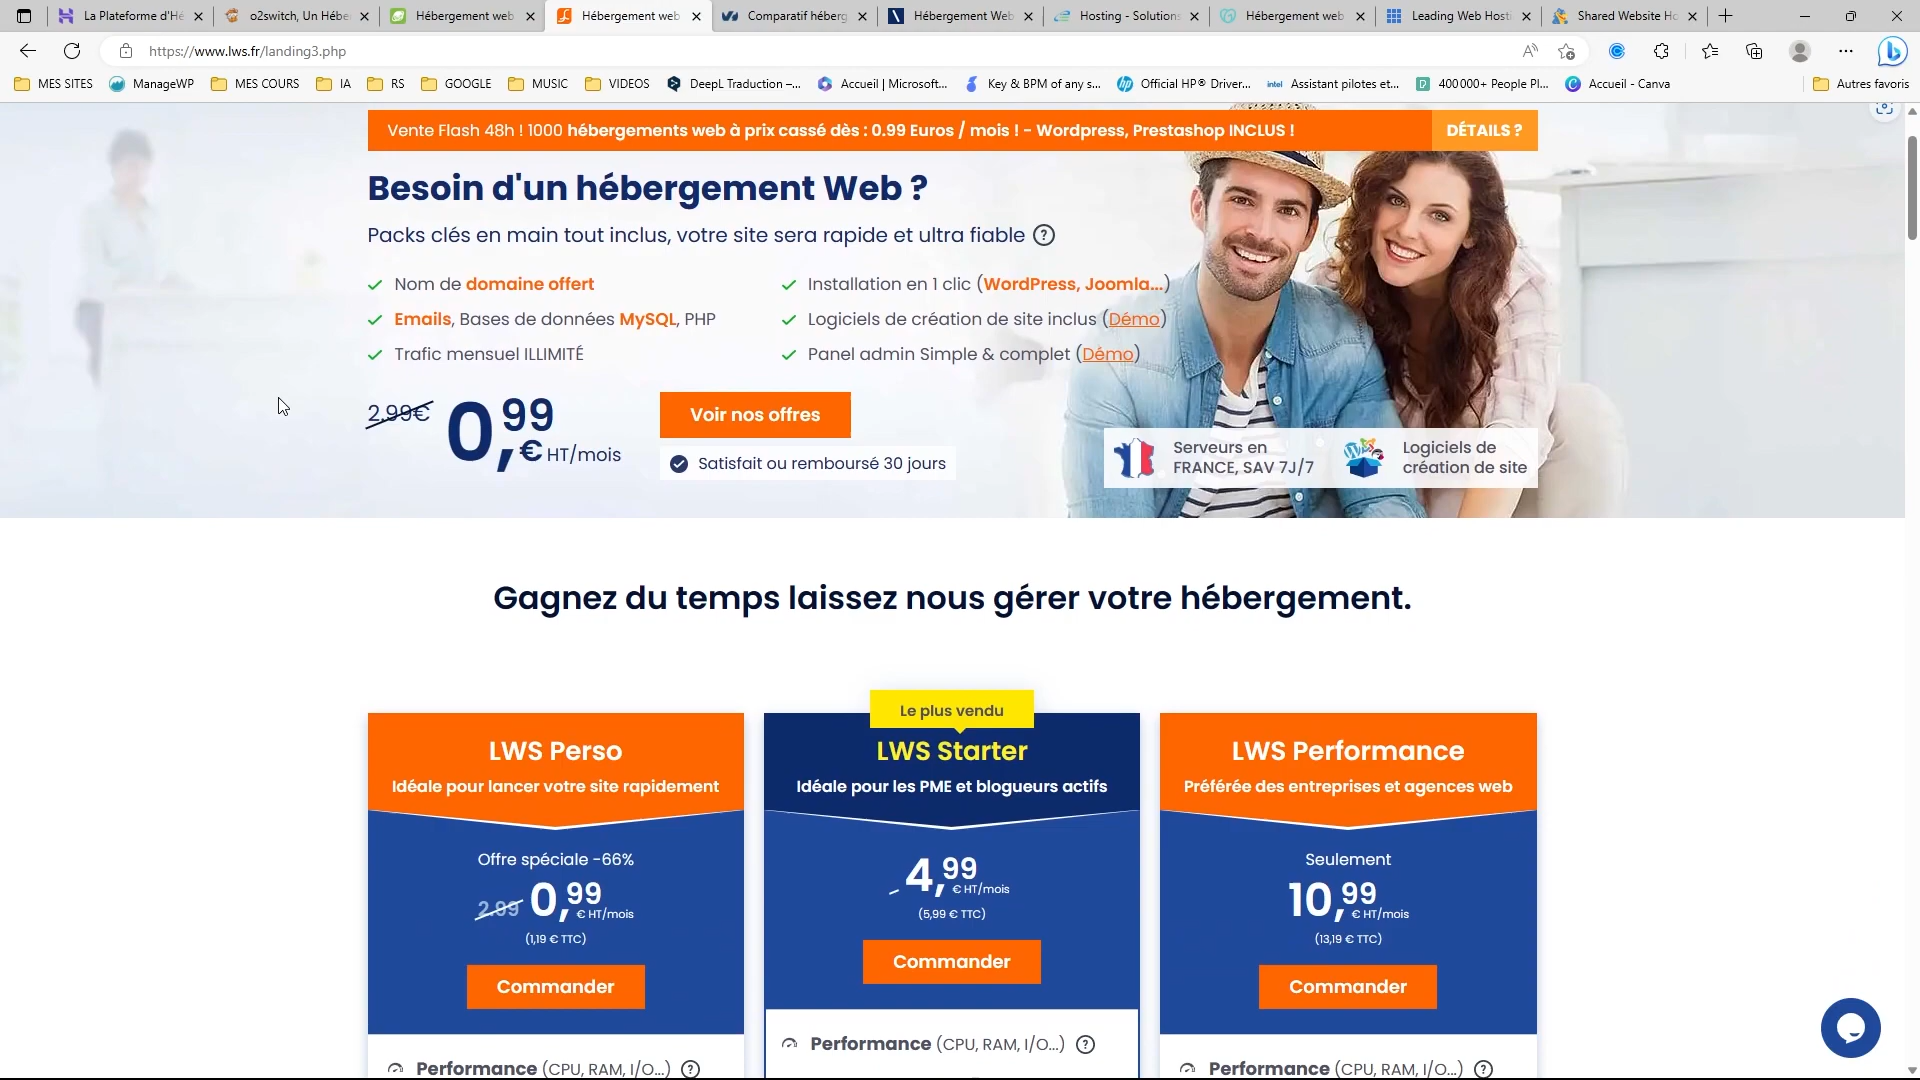 La Plateforme d'Hé
o2switch, Un Hébe
Hébergement web
Hébergement web
Comparatif héberg
Hébergement Web
Hosting - Solutions
Hébergement web
Leading Web Host
Shared Website Ho
https://www.lws.fr/landing3.php
MES SITES
ManageWP
MES COURS
IA
RS
GOOGLE
MUSIC
VIDEOS
DeepL Traduction –...
Accueil | Microsoft...
Key & BPM of any s...
Official HP® Driver...
Assistant pilotes et...
400 000+ People Pl...
Accueil - Canva
Autres favoris
Vente Flash 48h ! 1000 hébergements web à prix cassé dès : 0.99 Euros / mois ! - Wordpress, Prestashop INCLUS !
DÉTAILS ?
Besoin d'un hébergement Web ?
Packs clés en main tout inclus, votre site sera rapide et ultra fiable ?
Nom de domaine offert
Installation en 1 clic (WordPress, Joomla...)
Emails, Bases de données MySQL, PHP
Logiciels de création de site inclus (Démo)
Trafic mensuel ILLIMITÉ
Panel admin Simple & complet (Démo)
2,99€ 0,99 € HT/mois
Voir nos offres
Satisfait ou remboursé 30 jours
Serveurs en
FRANCE, SAV 7J/7
Logiciels de
création de site
Gagnez du temps laissez nous gérer votre hébergement.
LWS Perso
Idéale pour lancer votre site rapidement
Offre spéciale -66%
2.99 0,99 € HT/mois
(1,19 € TTC)
Commander
Performance (CPU, RAM, I/O...) ?
Le plus vendu
LWS Starter
Idéale pour les PME et blogueurs actifs
4,99 € HT/mois
(5,99 € TTC)
Commander
Performance (CPU, RAM, I/O...) ?
LWS Performance
Préférée des entreprises et agences web
Seulement
10,99 € HT/mois
(13,19 € TTC)
Commander
Performance (CPU, RAM, I/O...) ?